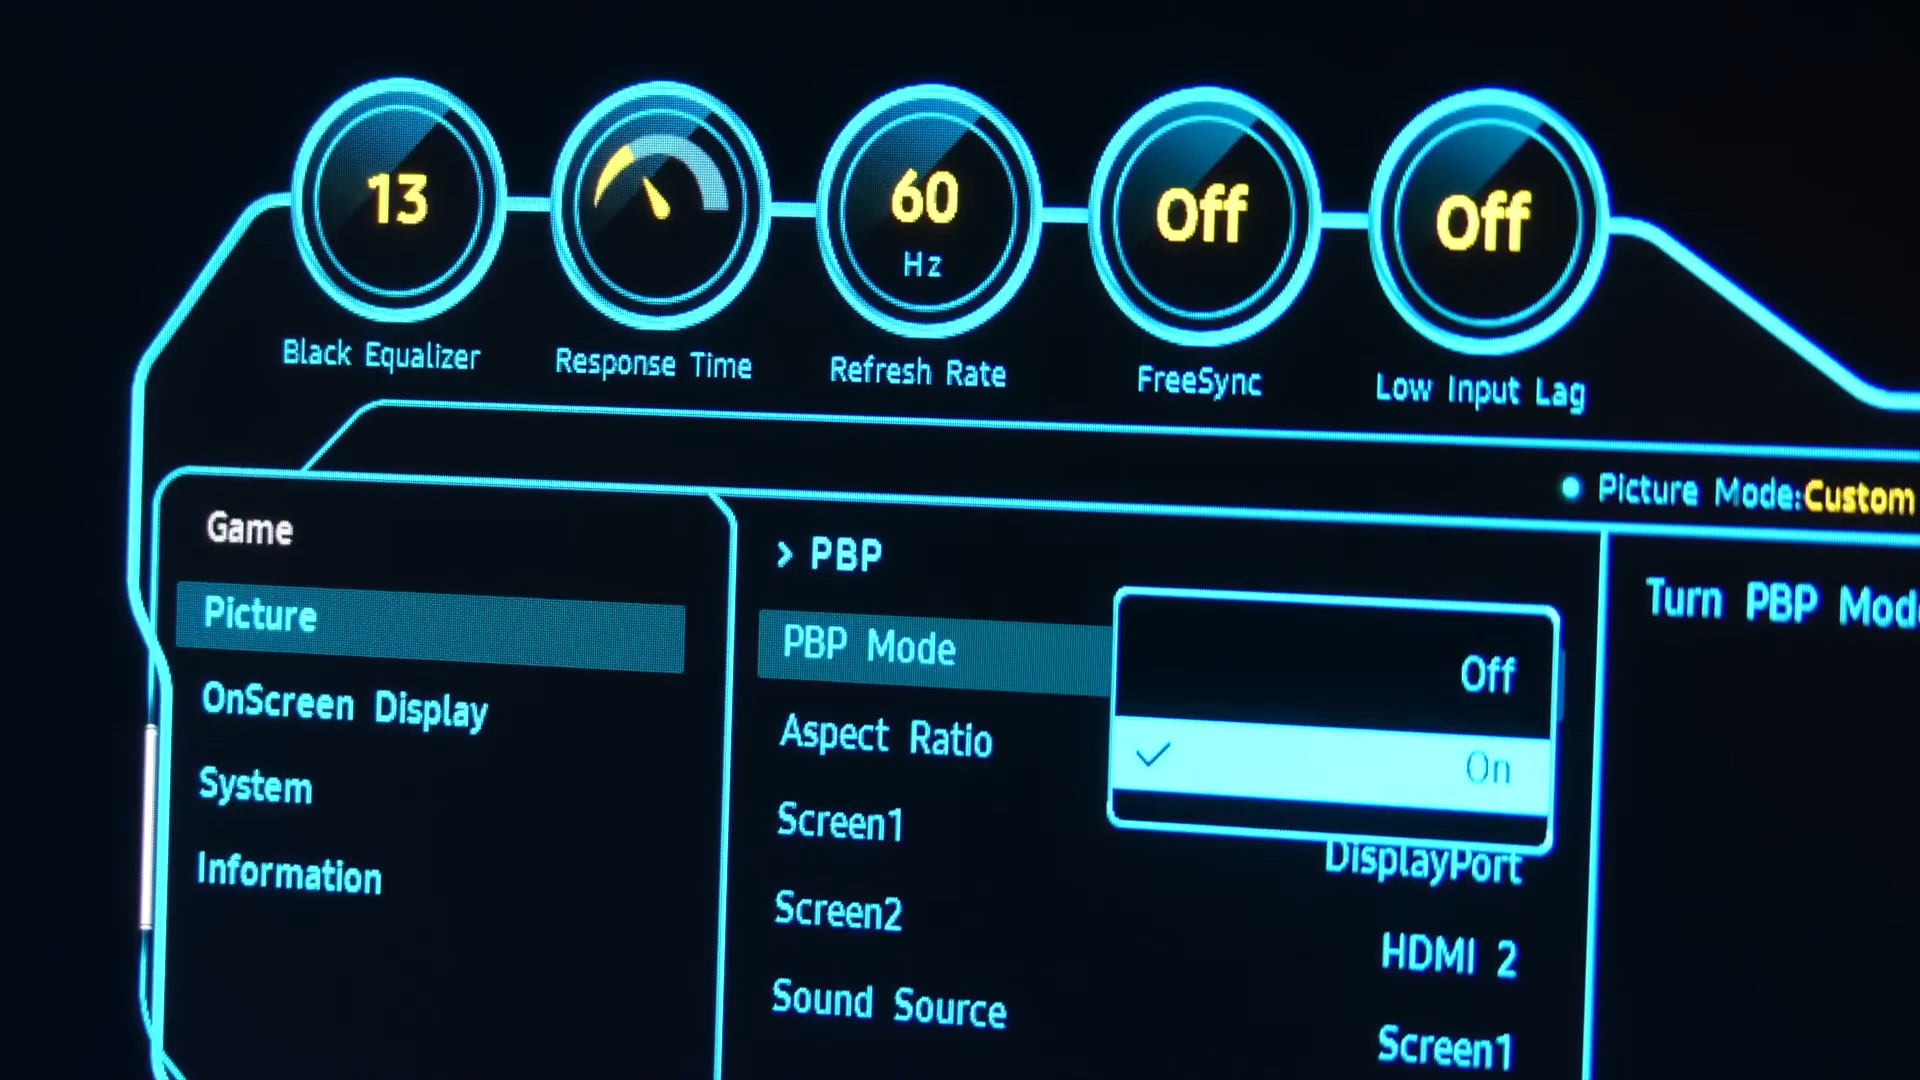 13
60
Hz
Off
Off
Black Equalizer
Response Time
Refresh Rate
FreeSync
Low Input Lag
Picture Mode:Custom
Game
Picture
OnScreen Display
System
Information
> PBP
PBP Mode
Off
On
Aspect Ratio
Screen1
DisplayPort
Screen2
HDMI 2
Sound Source
Screen1
Turn PBP Mode